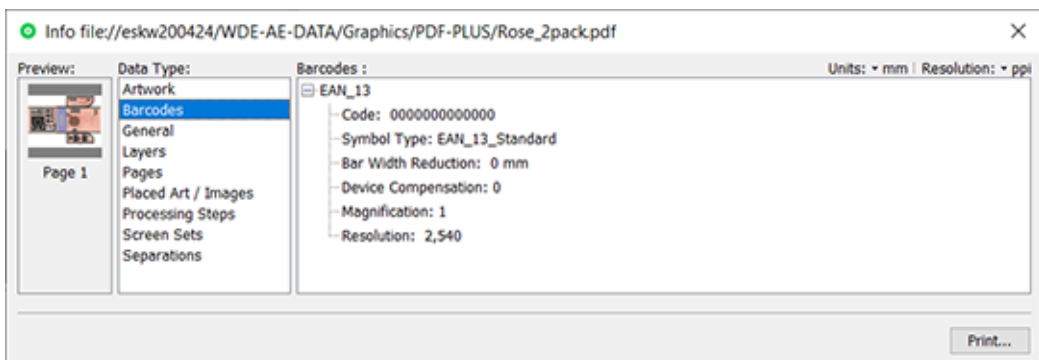 Info file://eskw200424/WDE-AE-DATA/Graphics/PDF-PLUS/Rose_2pack.pdf
Preview:
Page 1
Data Type:
Artwork
Barcodes
General
Layers
Pages
Placed Art / Images
Processing Steps
Screen Sets
Separations
Barcodes :
Units: mm | Resolution: ppi
EAN_13
Code: 0000000000000
Symbol Type: EAN_13_Standard
Bar Width Reduction: 0 mm
Device Compensation: 0
Magnification: 1
Resolution: 2,540
Print...